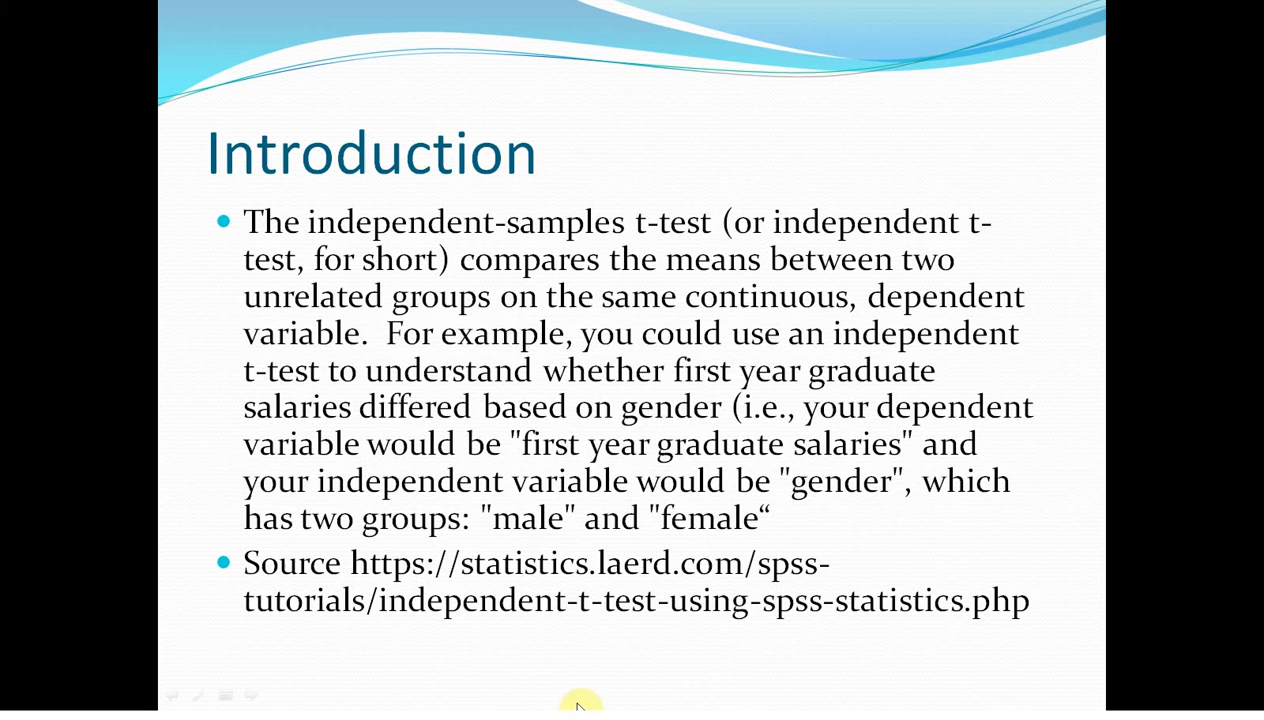 Introduction
The independent-samples t-test (or independent t-
test, for short) compares the means between two
unrelated groups on the same continuous, dependent
variable.  For example, you could use an independent
t-test to understand whether first year graduate
salaries differed based on gender (i.e., your dependent
variable would be "first year graduate salaries" and
your independent variable would be "gender", which
has two groups: "male" and "female“
Source https://statistics.laerd.com/spss-
tutorials/independent-t-test-using-spss-statistics.php